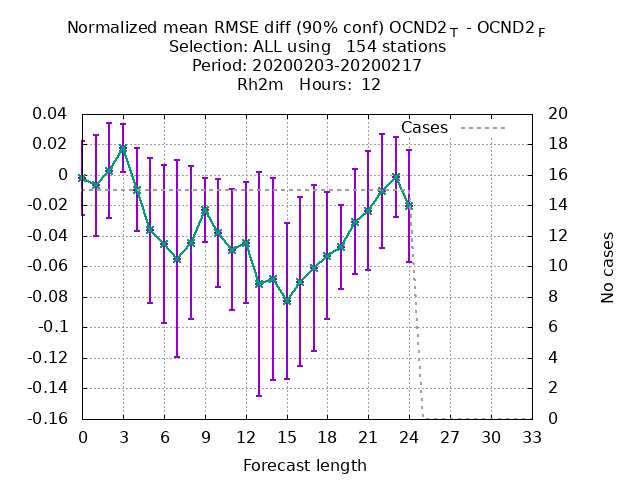 Normalized mean RMSE diff (90% conf) OCND2 T - OCND2 F
Selection: ALL using 154 stations
Period: 20200203-20200217
Rh2m Hours: 12
Cases
0.04
0.02
0
-0.02
-0.04
-0.06
-0.08
-0.1
-0.12
-0.14
-0.16
20
18
16
14
12
10
8
6
4
2
0
No cases
0 3 6 9 12 15 18 21 24 27 30 33
Forecast length